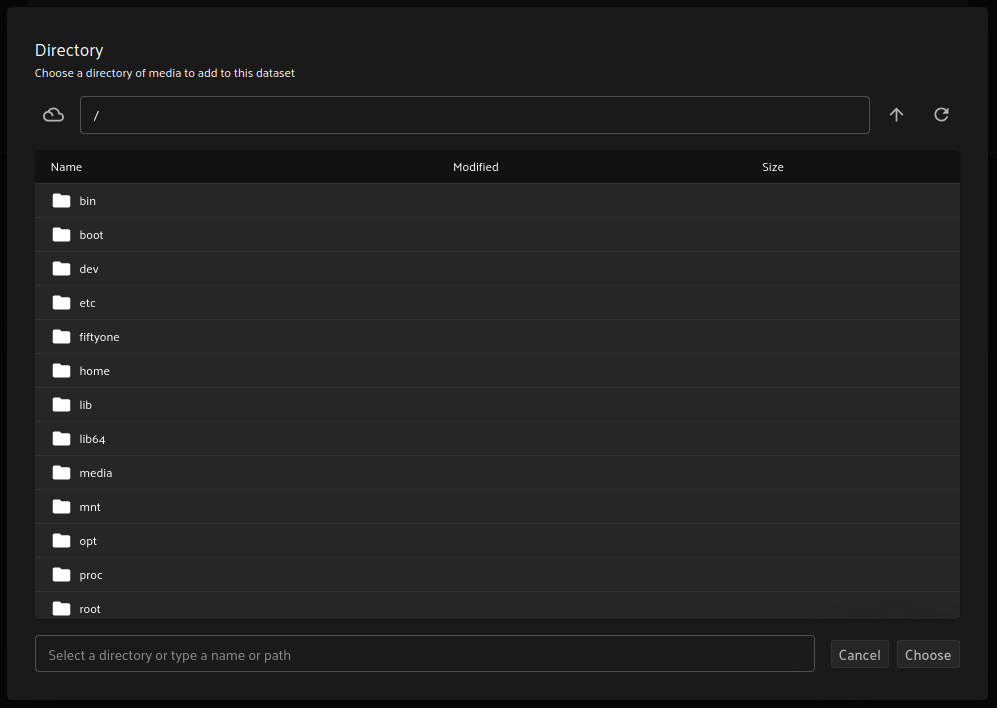 Directory
Choose a directory of media to add to this dataset
/
Name Modified Size
bin
boot
dev
etc
fiftyone
home
lib
lib64
media
mnt
opt
proc
root
Select a directory or type a name or path Cancel Choose